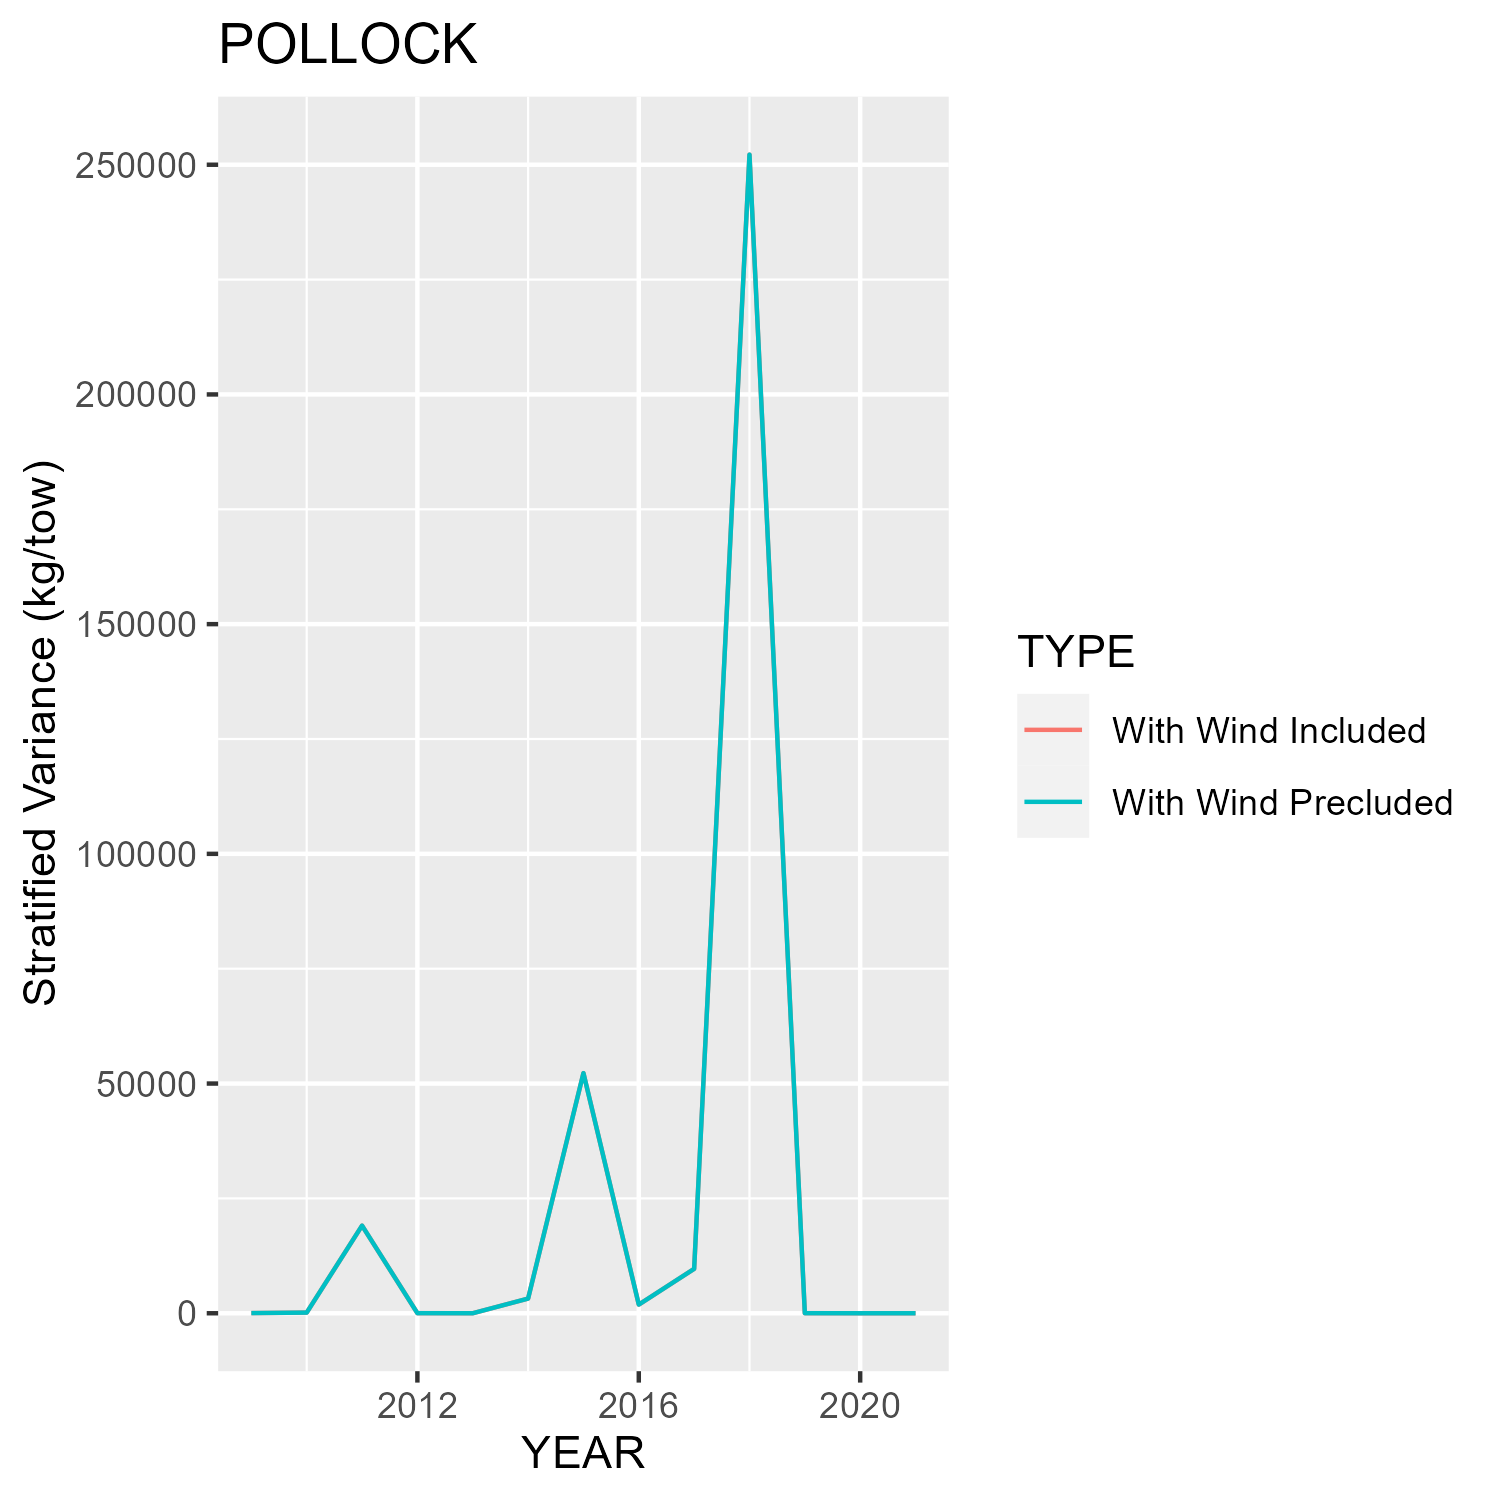 POLLOCK
Stratified Variance (kg/tow)
250000
200000
150000
100000
50000
0
2012 2016 2020
YEAR
TYPE
With Wind Included
With Wind Precluded